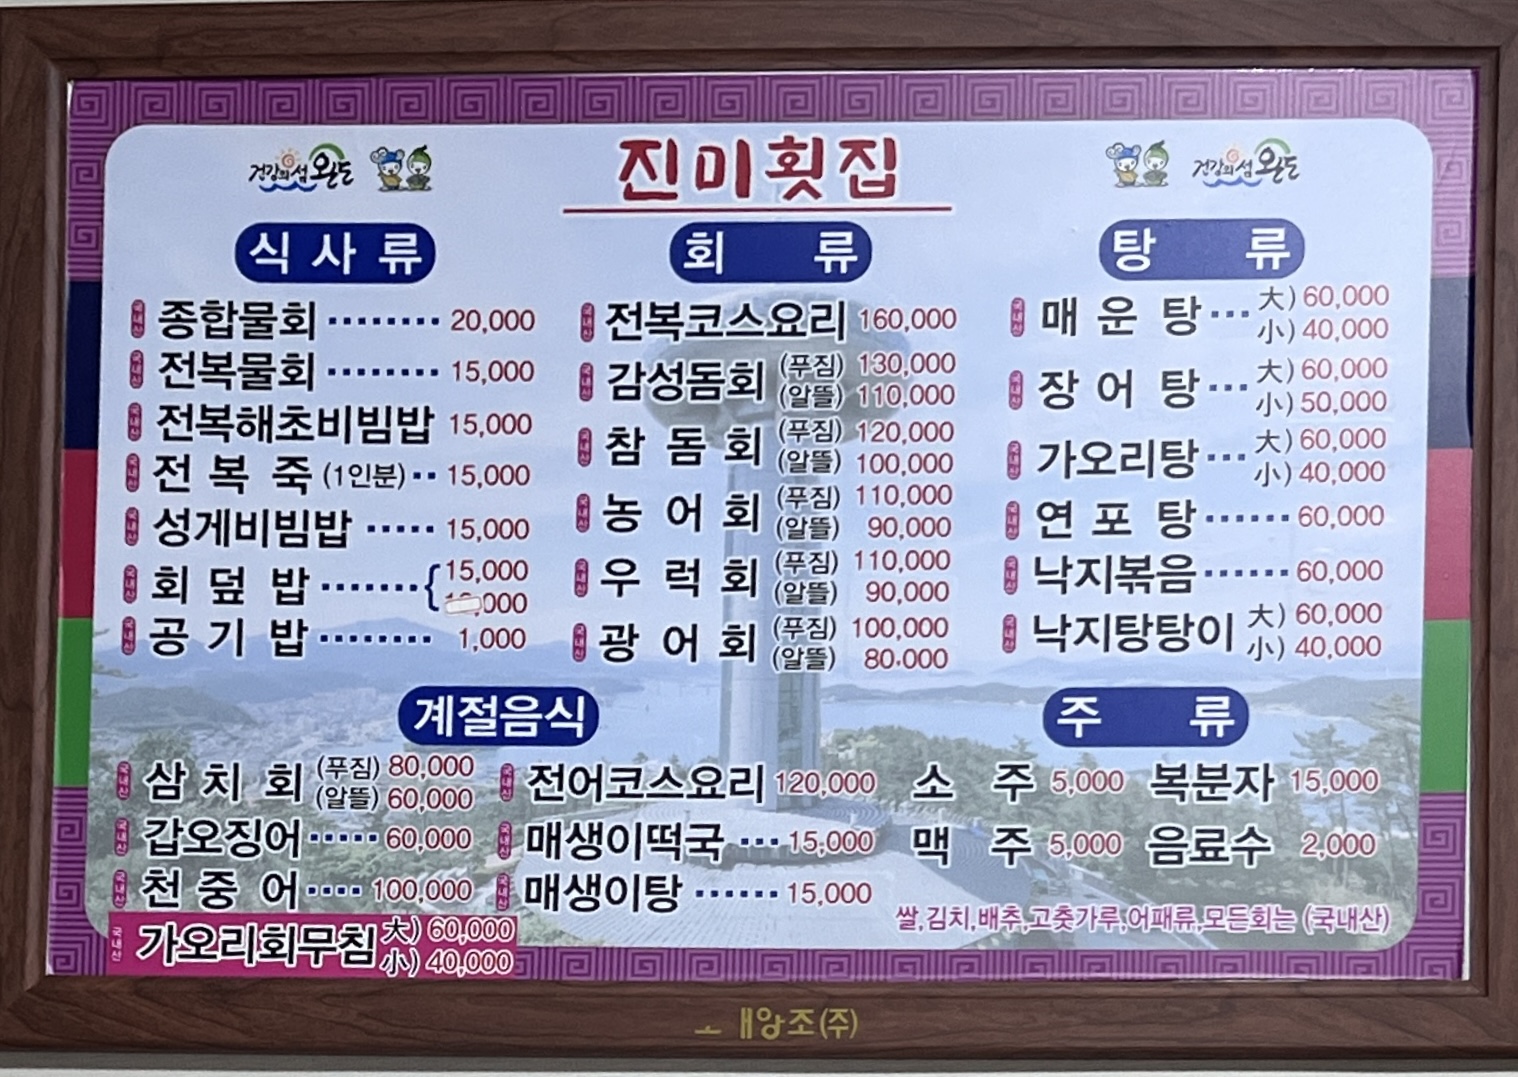 건강의섬 완도
진미횟집
건강의섬 완도
식사류
국내산 종합물회 ········ 20,000
국내산 전복물회 ········ 15,000
국내산 전복해초비빔밥 15,000
국내산 전복죽 (1인분) ·· 15,000
국내산 성게비빔밥 ····· 15,000
국내산 회덮밥 ······· { 15,000
000
국내산 공기밥 ········ 1,000
회 류
국내산 전복코스요리 160,000
국내산 감성돔회 (푸짐) 130,000
(알뜰) 110,000
국내산 참돔회 (푸짐) 120,000
(알뜰) 100,000
국내산 농어회 (푸짐) 110,000
(알뜰) 90,000
국내산 우럭회 (푸짐) 110,000
(알뜰) 90,000
국내산 광어회 (푸짐) 100,000
(알뜰) 80.000
탕 류
국내산 매운탕 ··· 大) 60,000
小) 40,000
국내산 장어탕 ··· 大) 60,000
小) 50,000
국내산 가오리탕 ··· 大) 60,000
小) 40,000
국내산 연포탕 ······ 60,000
국내산 낙지볶음 ······ 60,000
국내산 낙지탕탕이 大) 60,000
小) 40,000
계절음식
국내산 삼치회 (푸짐) 80,000
(알뜰) 60,000
국내산 갑오징어 ····· 60,000
국내산 천중어 ···· 100,000
국내산 가오리회무침 大) 60,000
小) 40,000
국내산 전어코스요리 120,000
국내산 매생이떡국 ··· 15,000
국내산 매생이탕 ······ 15,000
주 류
소 주 5,000 복분자 15,000
맥 주 5,000 음료수 2,000
쌀,김치,배추,고춧가루,어패류,모든회는 (국내산)
양조(주)